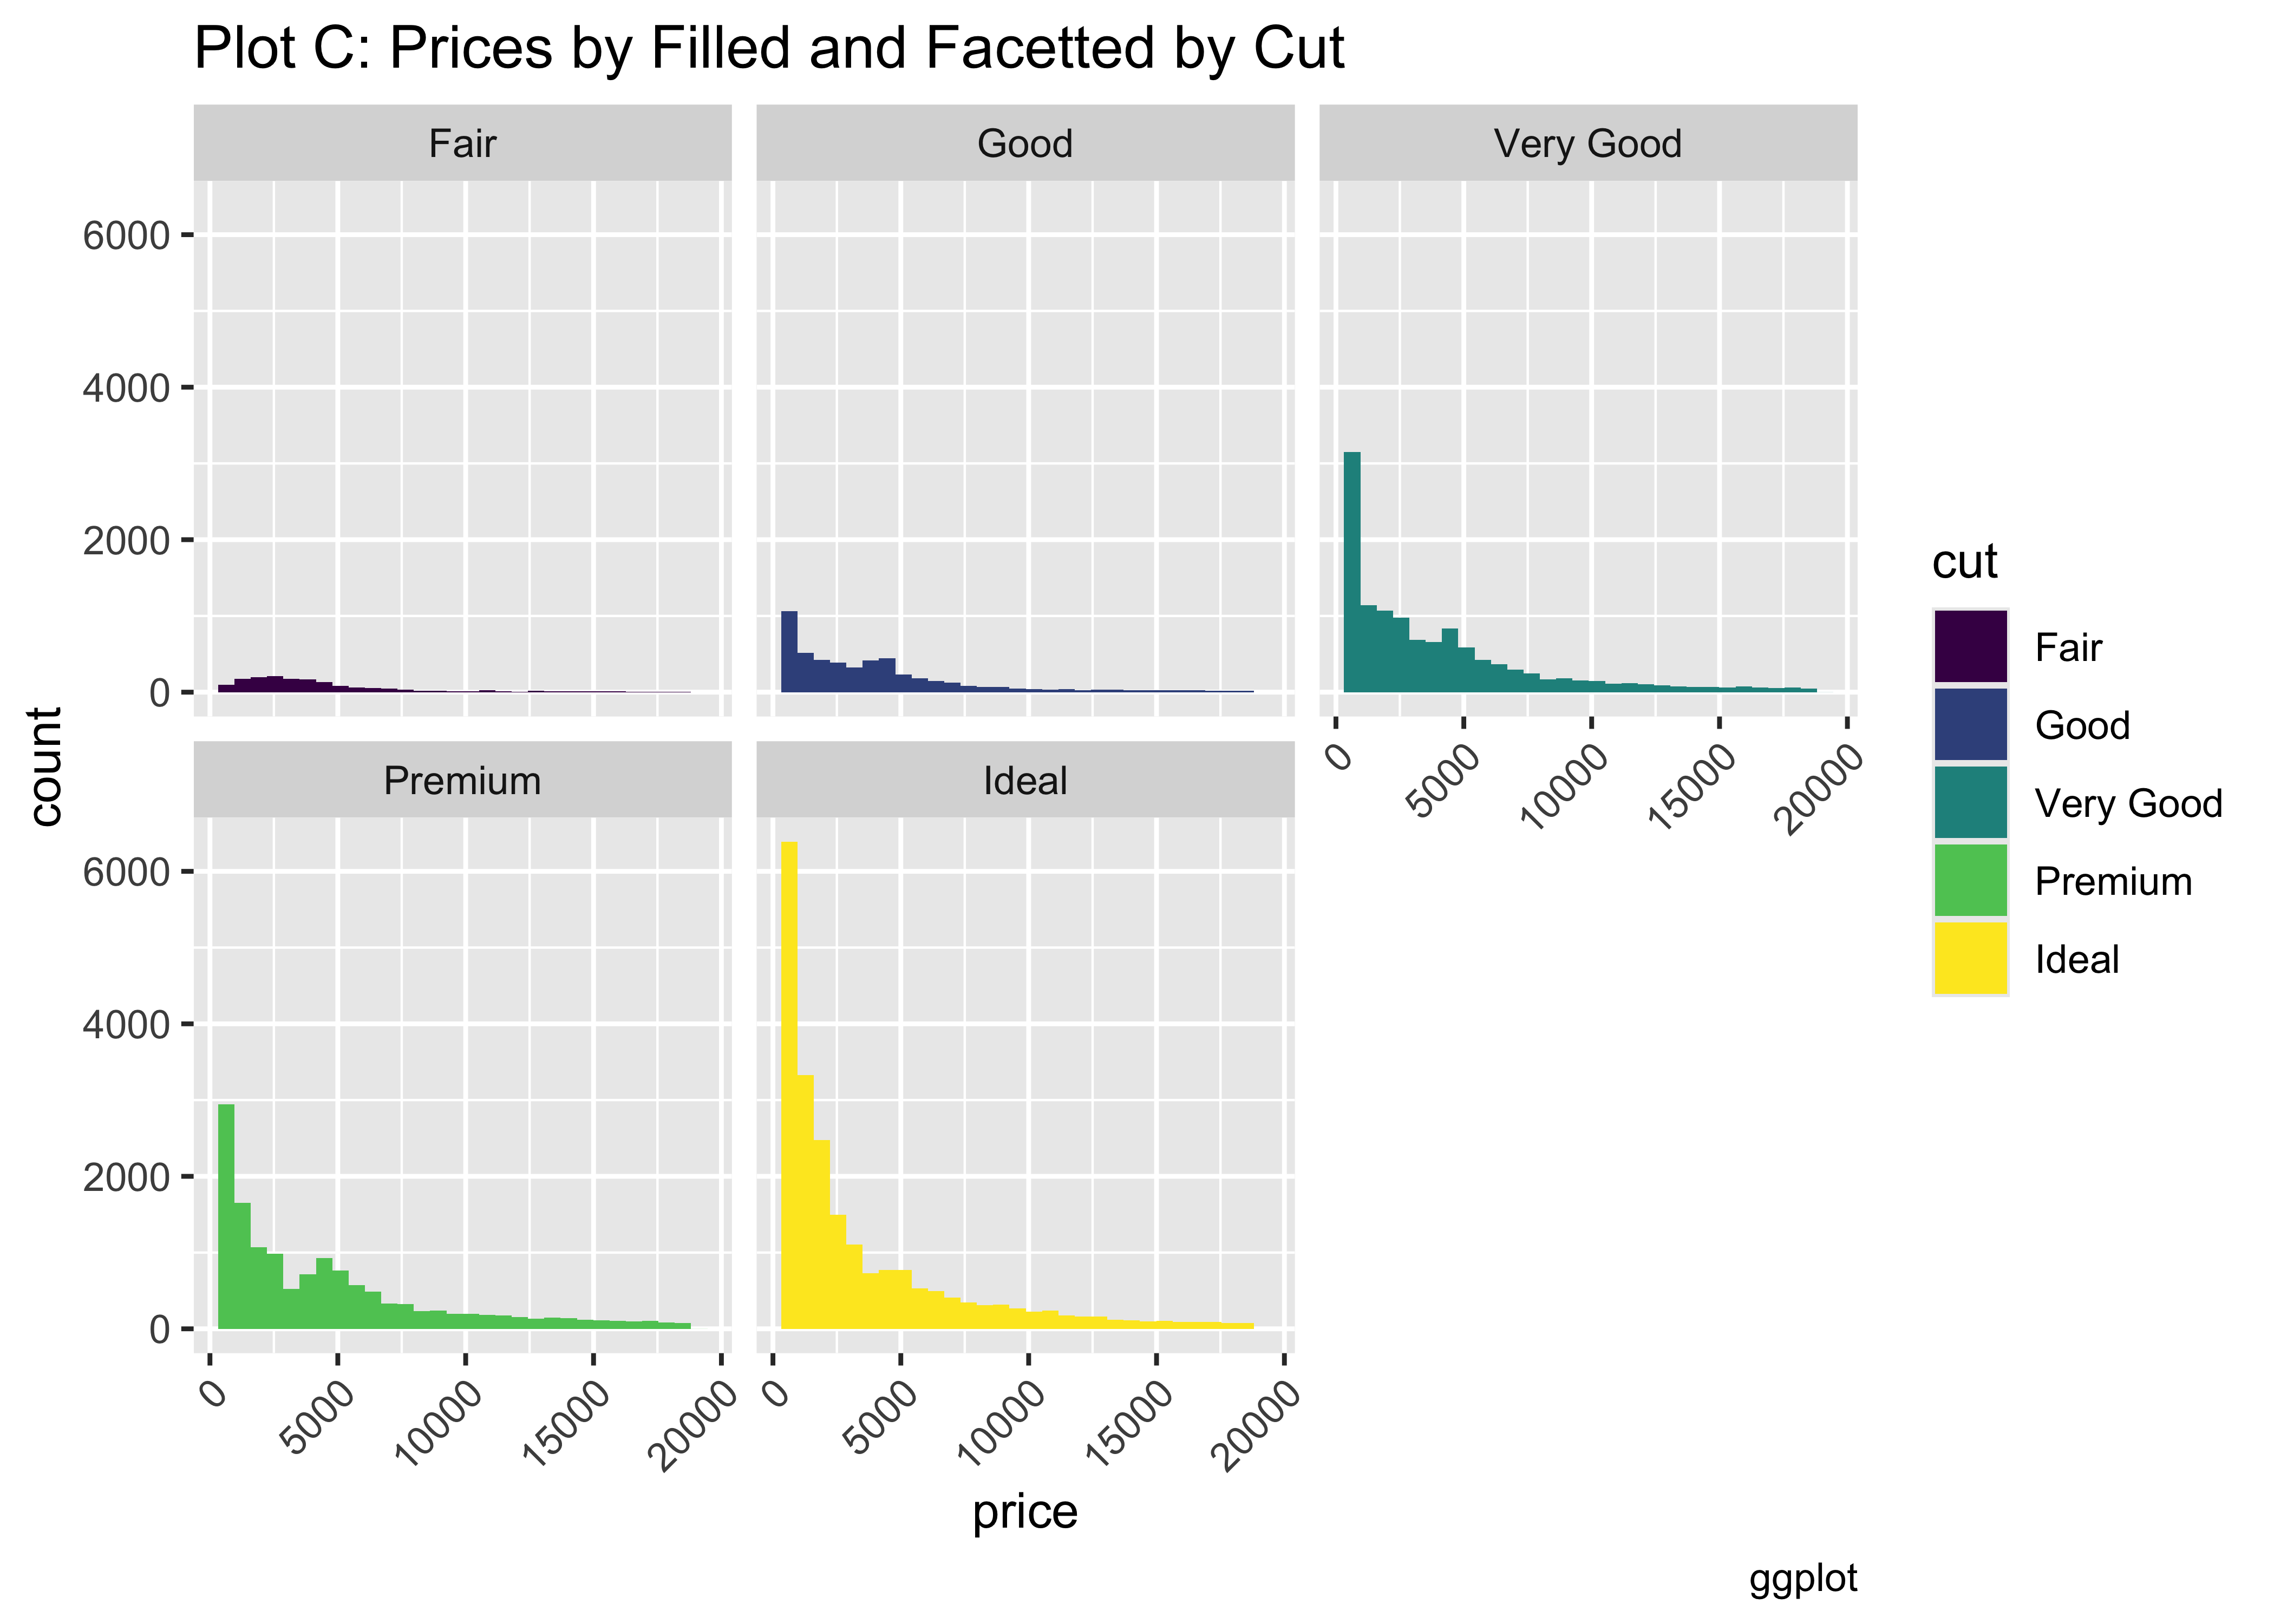 Plot C: Prices by Filled and Facetted by Cut
Fair
Good
Very Good
6000
4000
2000
0
0
5000
10000
15000
20000
Premium
Ideal
6000
4000
2000
0
0
5000
10000
15000
20000
0
5000
10000
15000
20000
count
price
cut
Fair
Good
Very Good
Premium
Ideal
ggplot